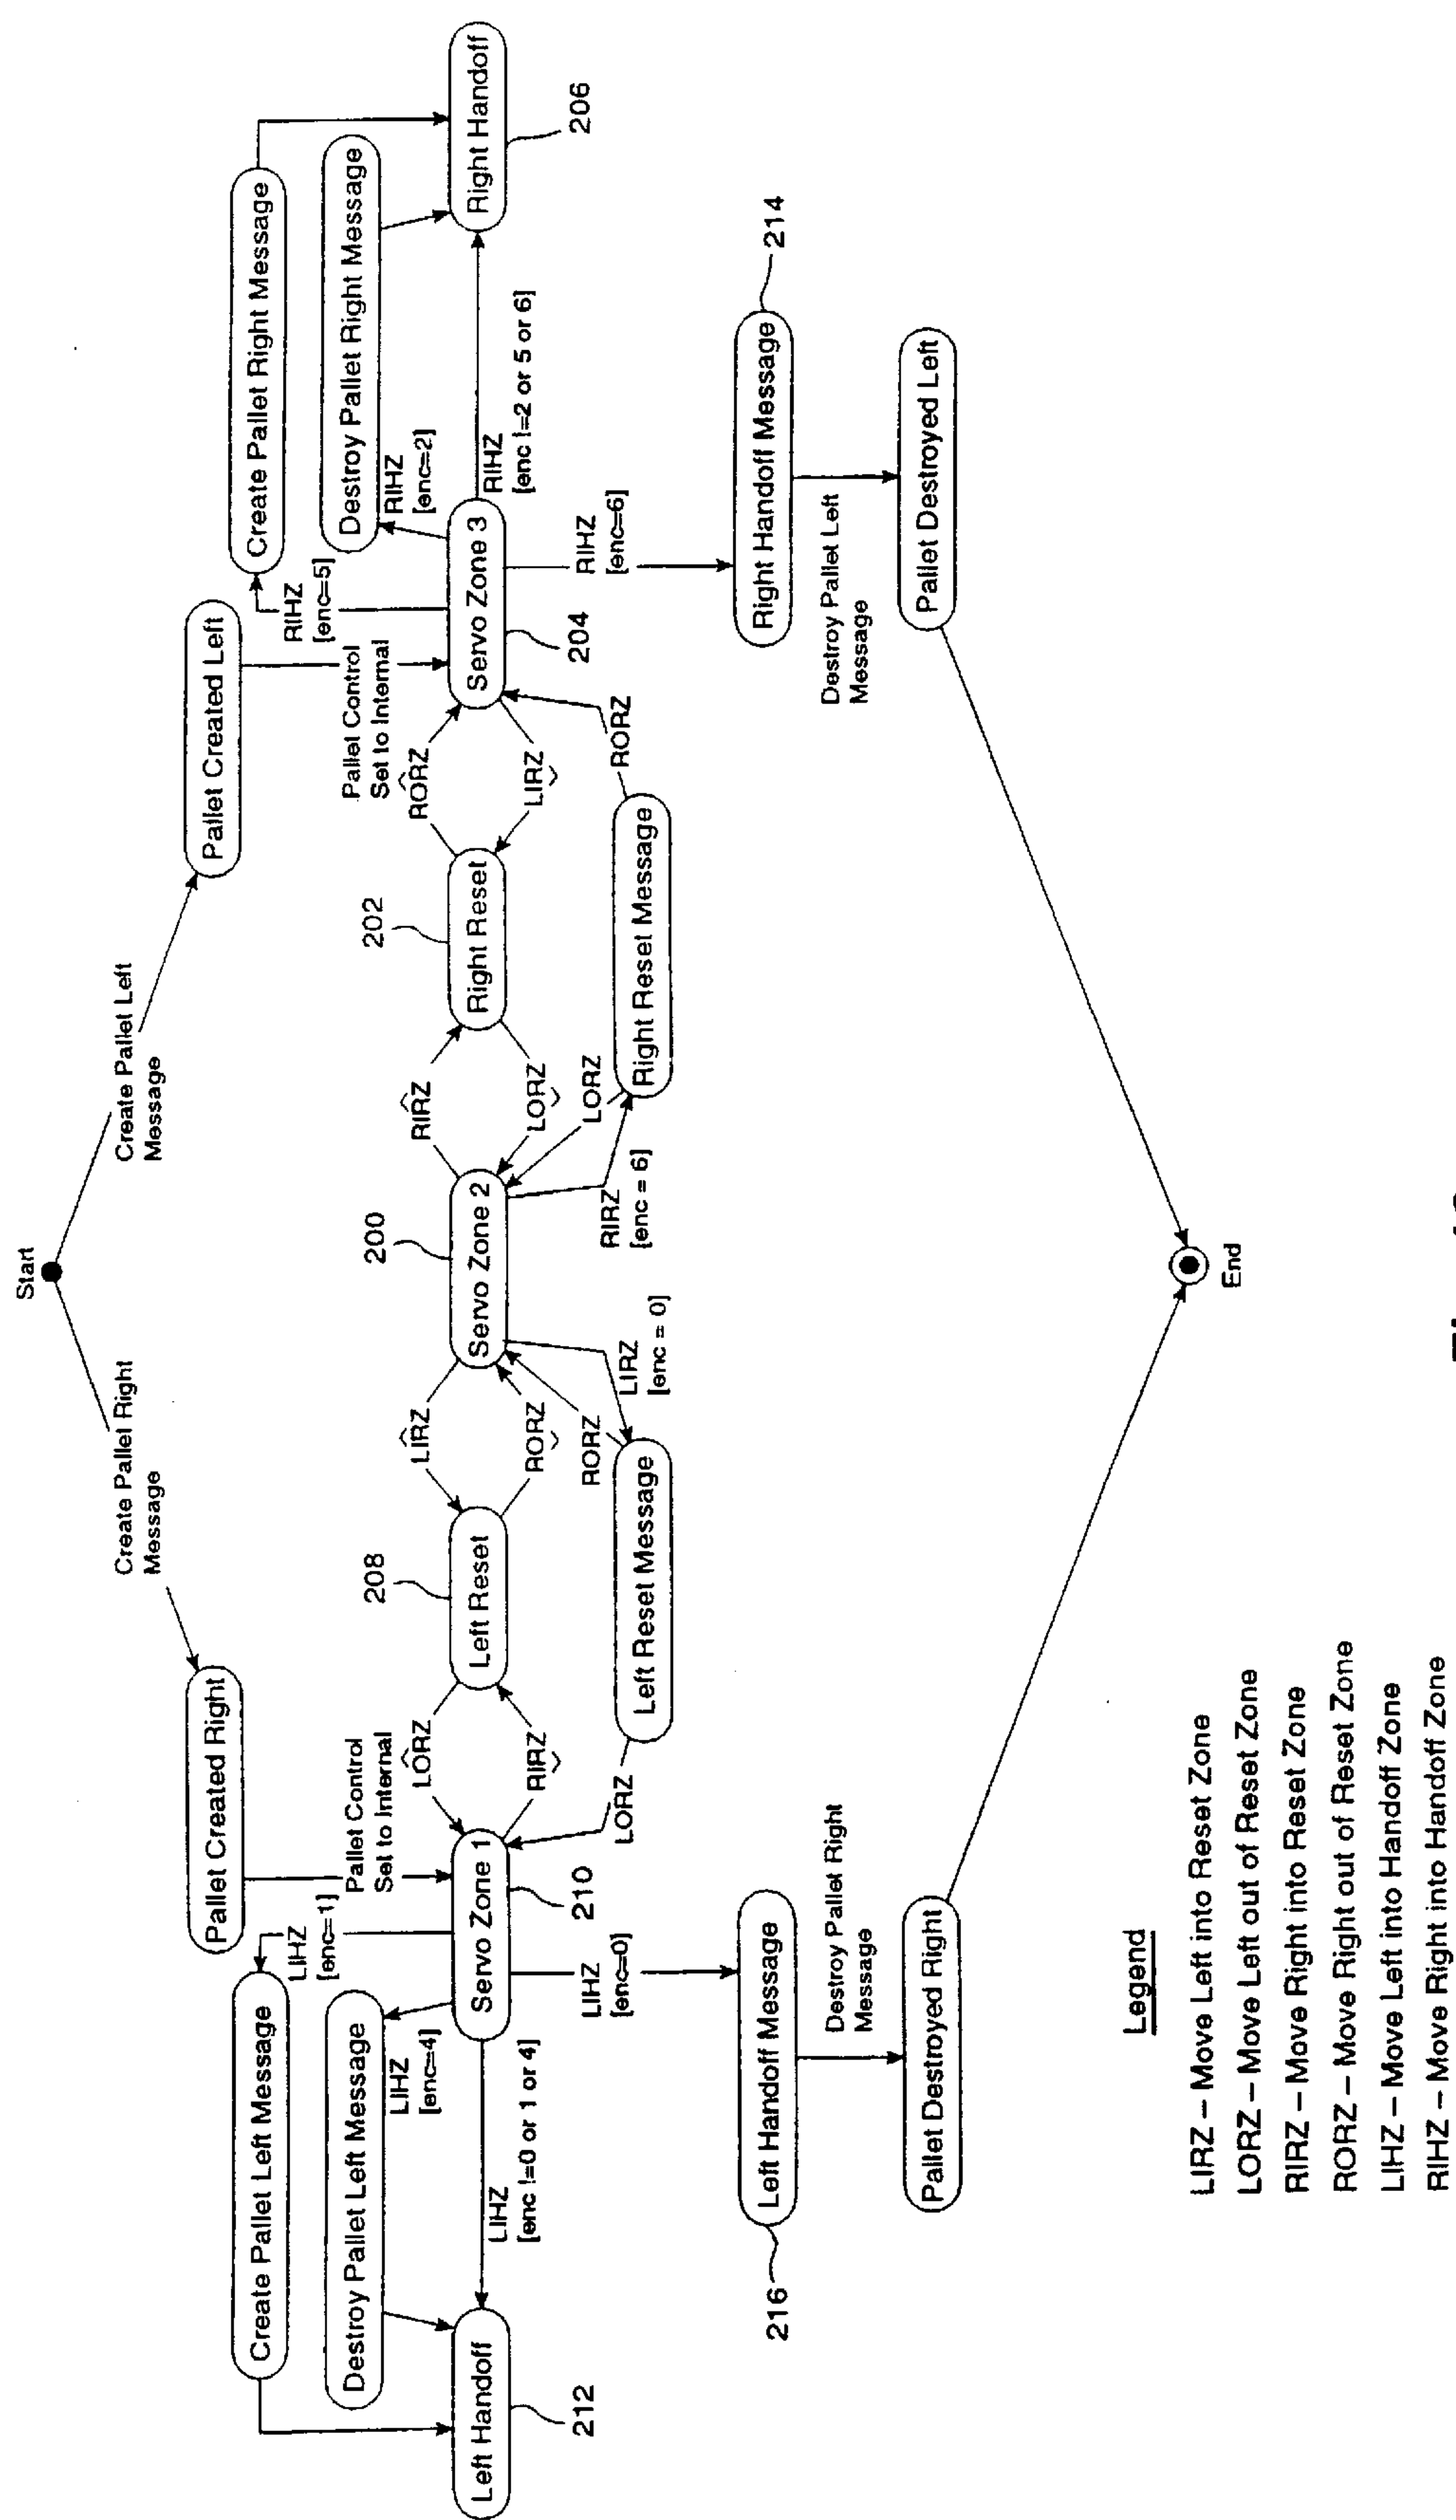 Start
Create Pallet Right
Message
Create Pallet Left
Message
Pallet Created Right
Pallet Created Left
Create Pallet Left Message
LIHZ
[enc=1]
Pallet Control
Set to Internal
Destroy Pallet Left Message
LIHZ
[enc=4]
Left Handoff
212
LIHZ
[enc !=0 or 1 or 4]
Servo Zone 1
210
LORZ
RIRZ
208
Left Reset
LIRZ
RORZ
200
Servo Zone 2
RIRZ
LORZ
202
Right Reset
RORZ
LIRZ
Pallet Control
Set to Internal
Servo Zone 3
204
RIHZ
[enc=5]
Create Pallet Right Message
RIHZ
[enc=2]
Destroy Pallet Right Message
RIHZ
[enc !=2 or 5 or 6]
Right Handoff
206
LIHZ
[enc=0]
LORZ
Left Reset Message
RORZ
LIRZ
[enc = 0]
RIRZ
[enc = 6]
LORZ
Right Reset Message
RORZ
RIHZ
[enc=6]
216
Left Handoff Message
Destroy Pallet Right
Message
Pallet Destroyed Right
Right Handoff Message
214
Destroy Pallet Left
Message
Pallet Destroyed Left
End
Legend
LIRZ – Move Left into Reset Zone
LORZ – Move Left out of Reset Zone
RIRZ – Move Right into Reset Zone
RORZ – Move Right out of Reset Zone
LIHZ – Move Left into Handoff Zone
RIHZ – Move Right into Handoff Zone